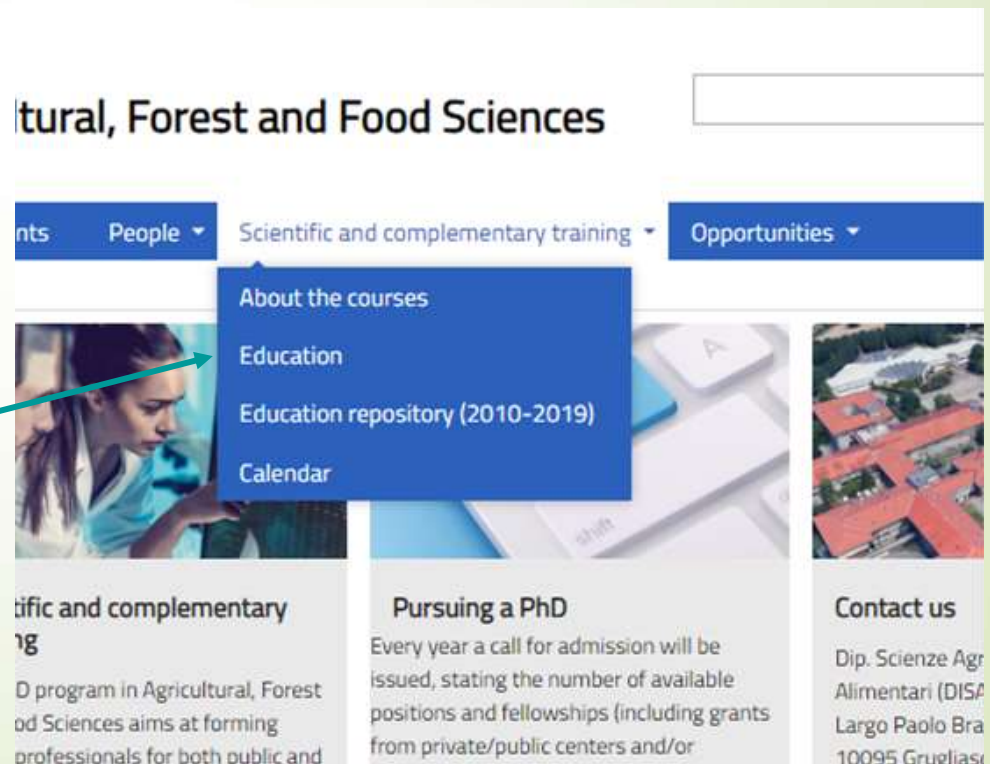 tural, Forest and Food Sciences
nts People Scientific and complementary training Opportunities
About the courses
Education
Education repository (2010-2019)
Calendar
A
shift
tific and complementary
ng
D program in Agricultural, Forest
od Sciences aims at forming
professionals for both public and
Pursuing a PhD
Every year a call for admission will be
issued, stating the number of available
positions and fellowships (including grants
from private/public centers and/or
Contact us
Dip. Scienze Agr
Alimentari (DISA
Largo Paolo Bra
10095 Grugliasc